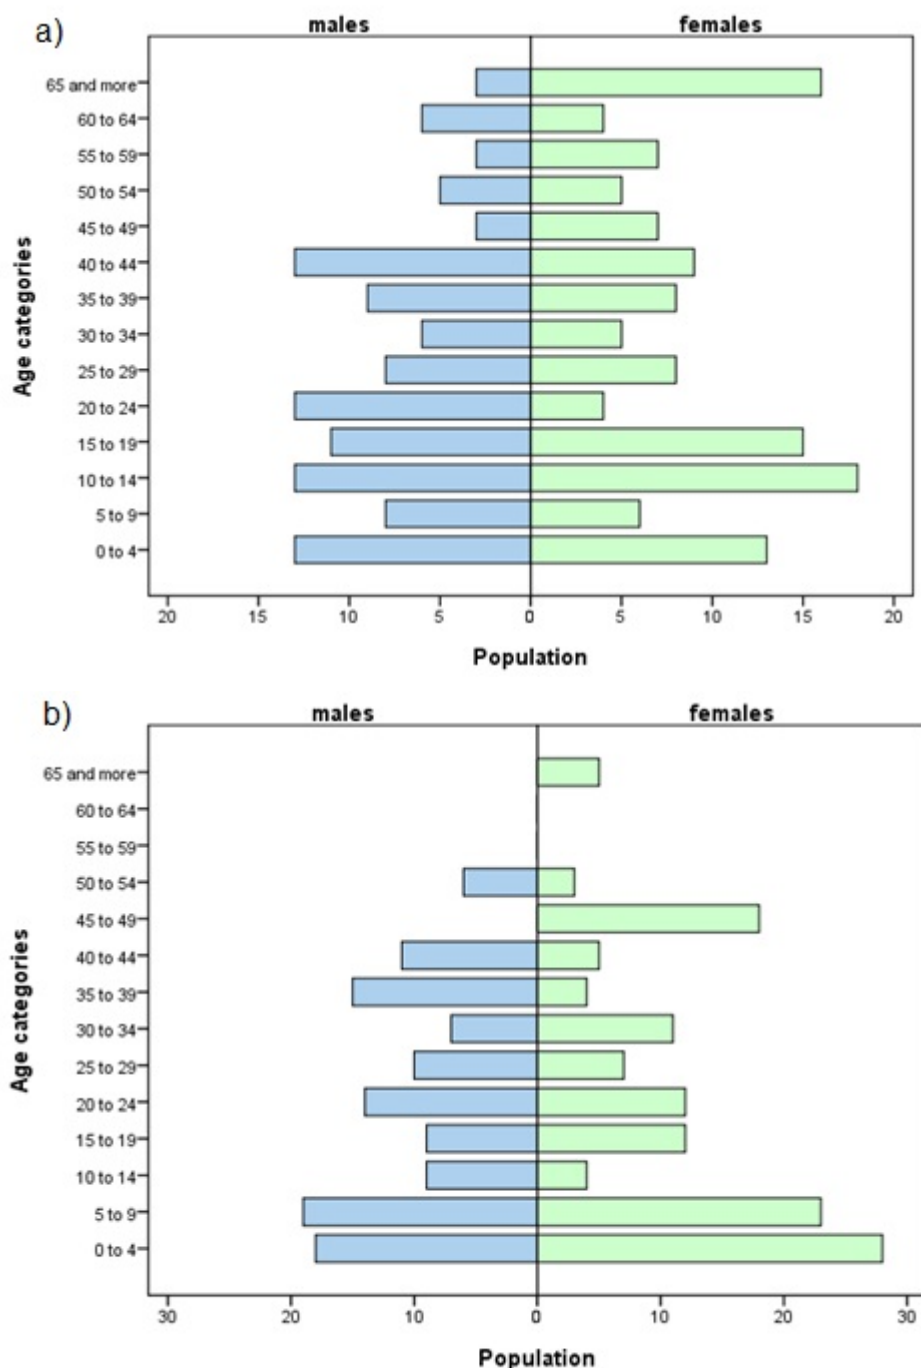 a)
males females
65 and more
60 to 64
55 to 59
50 to 54
45 to 49
40 to 44
35 to 39
30 to 34
25 to 29
20 to 24
15 to 19
10 to 14
5 to 9
0 to 4
Age categories
20 15 10 5 0 5 10 15 20
Population
b)
males females
65 and more
60 to 64
55 to 59
50 to 54
45 to 49
40 to 44
35 to 39
30 to 34
25 to 29
20 to 24
15 to 19
10 to 14
5 to 9
0 to 4
Age categories
30 20 10 0 10 20 30
Population